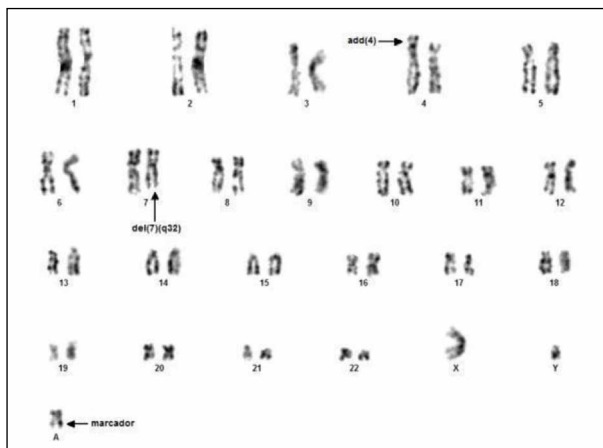 add(4)
1 2 3 4 5
6 7 8 9 10 11 12
del(7)(q32)
13 14 15 16 17 18
19 20 21 22 X Y
marcador
A